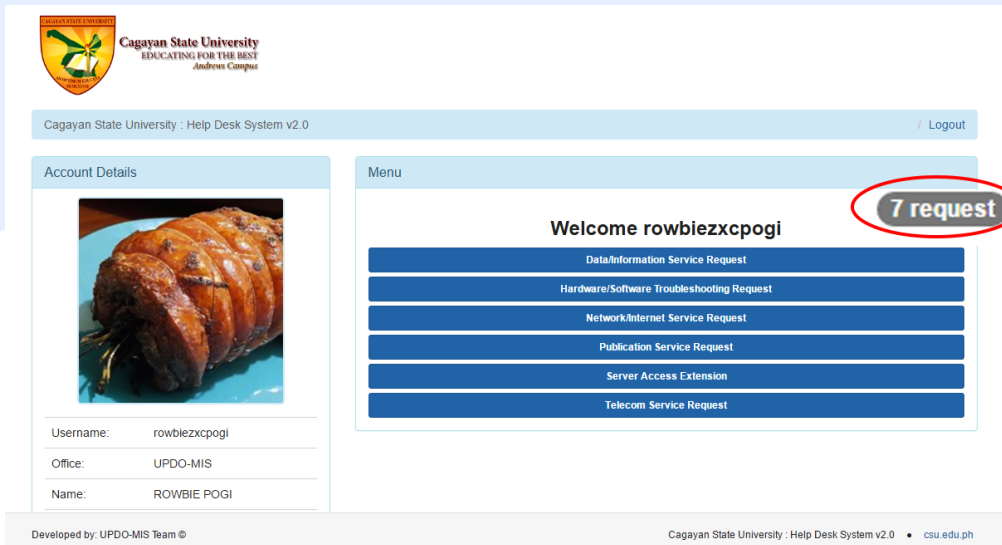 CAGAYAN STATE UNIVERSITY
Cagayan State University
EDUCATING FOR THE BEST
Andrews Campus
Cagayan State University : Help Desk System v2.0
/ Logout
Account Details
Menu
7 request
Welcome rowbiezxcpogi
Data/Information Service Request
Hardware/Software Troubleshooting Request
Network/Internet Service Request
Publication Service Request
Server Access Extension
Telecom Service Request
Username: rowbiezxcpogi
Office: UPDO-MIS
Name: ROWBIE POGI
Developed by: UPDO-MIS Team ©
Cagayan State University : Help Desk System v2.0 • csu.edu.ph